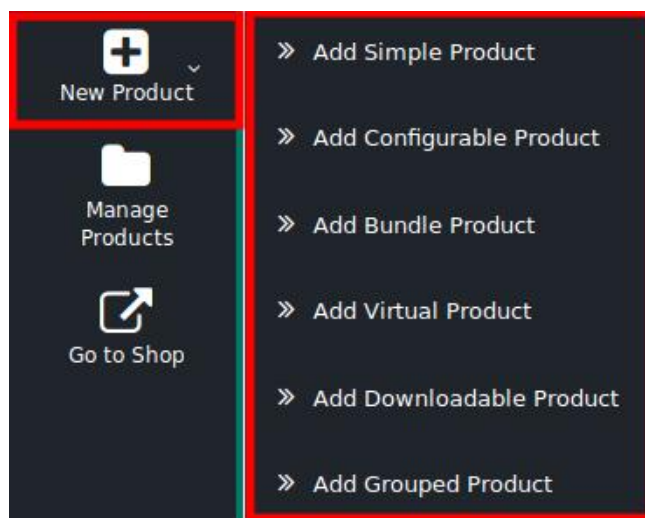 New Product
Manage
Products
Go to Shop
Add Simple Product
Add Configurable Product
Add Bundle Product
Add Virtual Product
Add Downloadable Product
Add Grouped Product